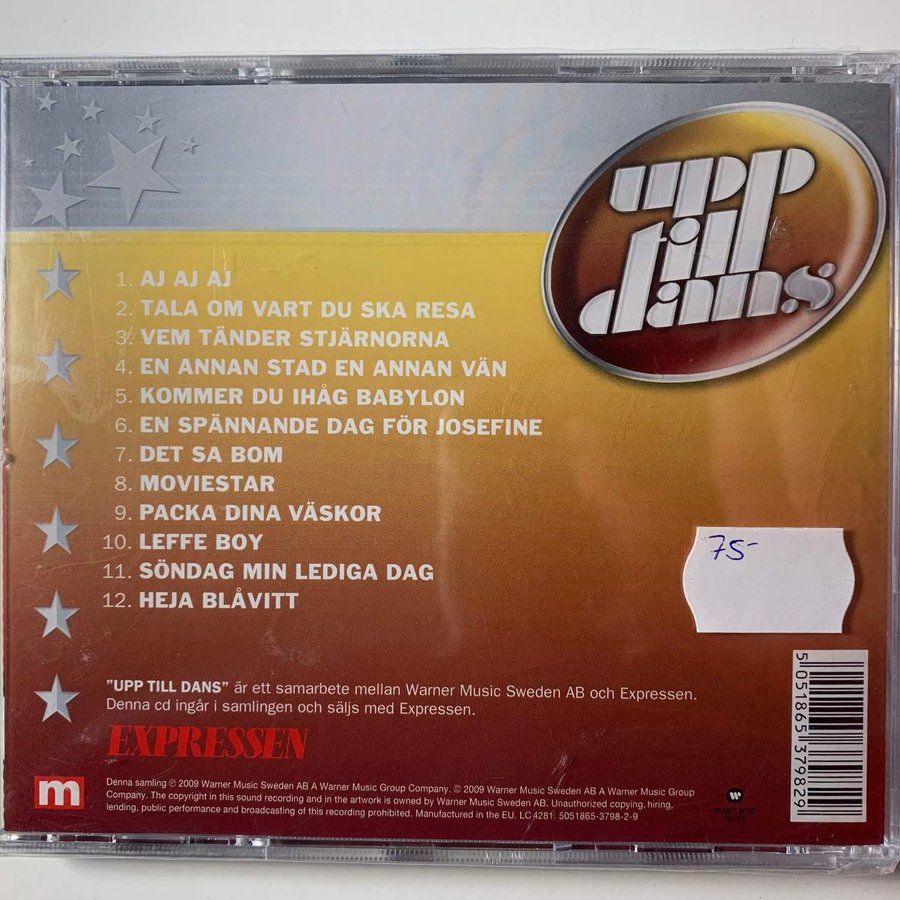 upp
till
dans
1. AJ AJ AJ
2. TALA OM VART DU SKA RESA
3. VEM TÄNDER STJÄRNORNA
4. EN ANNAN STAD EN ANNAN VÄN
5. KOMMER DU IHÅG BABYLON
6. EN SPÄNNANDE DAG FÖR JOSEFINE
7. DET SA BOM
8. MOVIESTAR
9. PACKA DINA VÄSKOR
10. LEFFE BOY
11. SÖNDAG MIN LEDIGA DAG
12. HEJA BLÅVITT
75-
"UPP TILL DANS" är ett samarbete mellan Warner Music Sweden AB och Expressen.
Denna cd ingår i samlingen och säljs med Expressen.
EXPRESSEN
m
Denna samling ℗ 2009 Warner Music Sweden AB A Warner Music Group Company. © 2009 Warner Music Sweden AB A Warner Music Group
Company. The copyright in this sound recording and in the artwork is owned by Warner Music Sweden AB. Unauthorized copying, hiring,
lending, public performance and broadcasting of this recording prohibited. Manufactured in the EU. LC 4281. 5051865-3798-2-9
WARNER MUSIC
SWEDEN
5 051865 379829